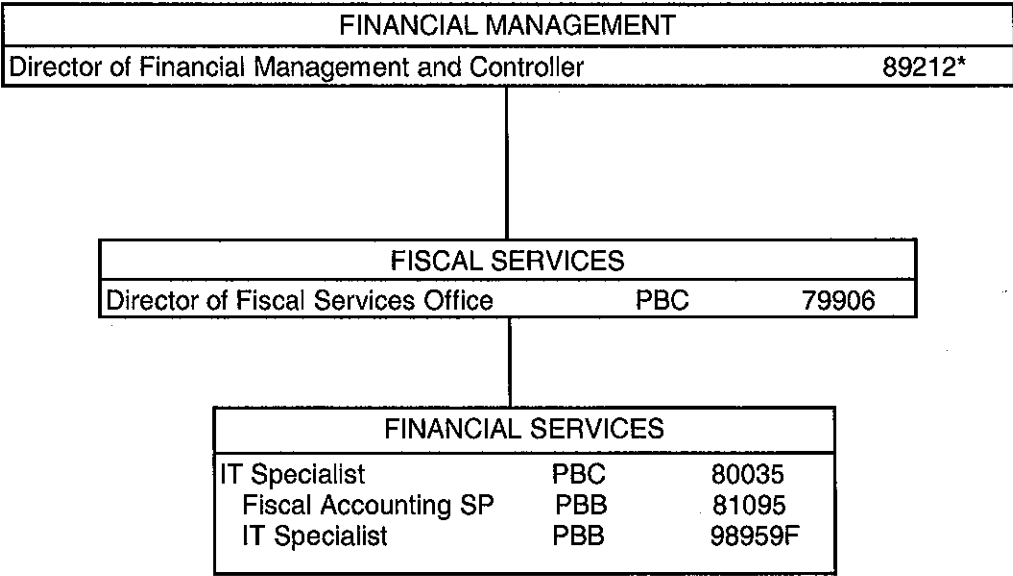 FINANCIAL MANAGEMENT
Director of Financial Management and Controller 89212*
FISCAL SERVICES
Director of Fiscal Services Office PBC 79906
FINANCIAL SERVICES
IT Specialist PBC 80035
Fiscal Accounting SP PBB 81095
IT Specialist PBB 98959F